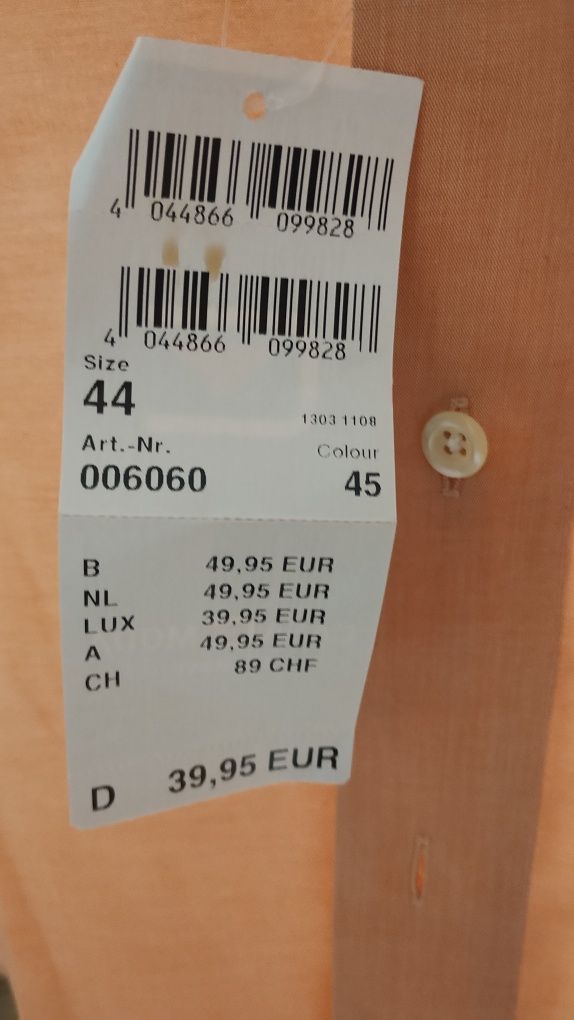 4 044866 099828
4 044866 099828
Size
44
1303 1108
Art.-Nr. Colour
006060 45
B 49,95 EUR
NL 49,95 EUR
LUX 39,95 EUR
A 49,95 EUR
CH 89 CHF
D 39,95 EUR